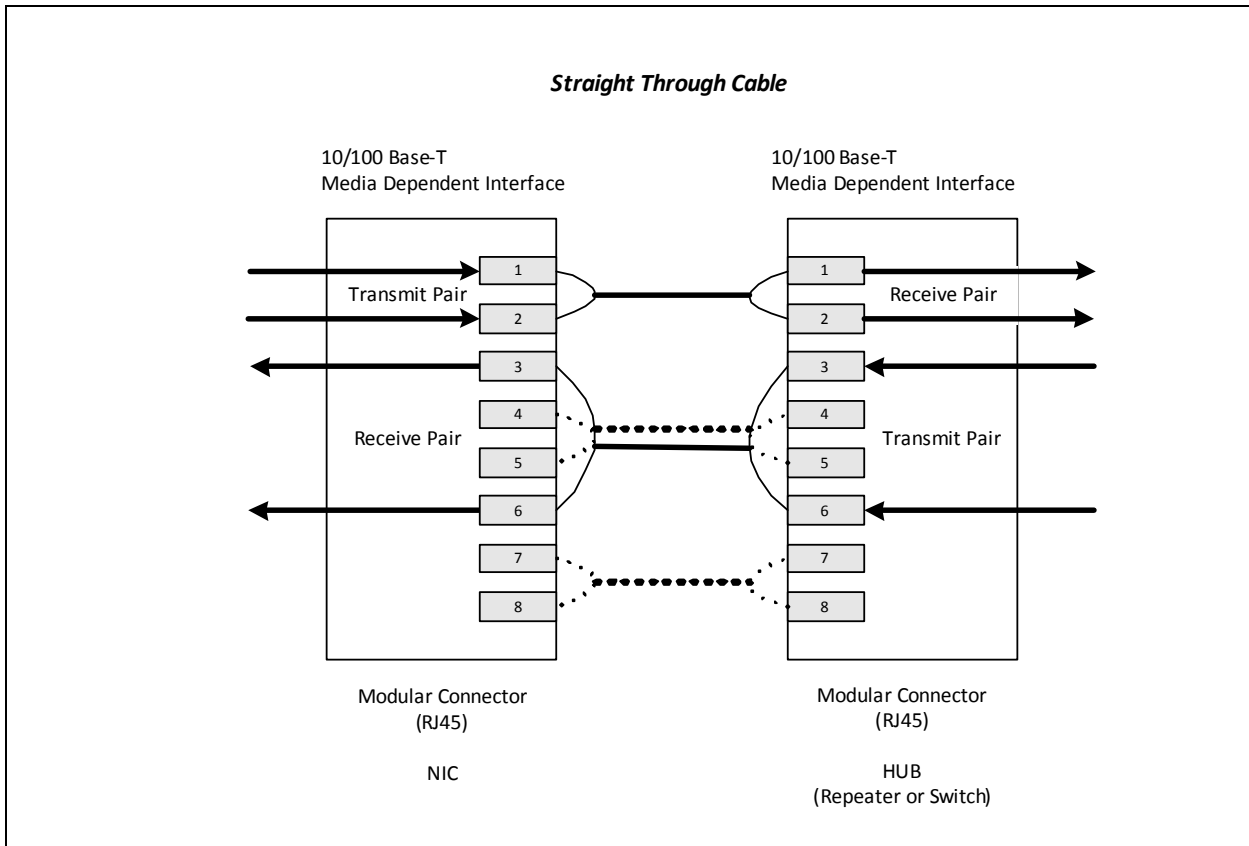 Straight Through Cable
10/100 Base-T
Media Dependent Interface
10/100 Base-T
Media Dependent Interface
1
Transmit Pair
2
3
4
Receive Pair
5
6
7
8
1
Receive Pair
2
3
4
Transmit Pair
5
6
7
8
Modular Connector
(RJ45)
NIC
Modular Connector
(RJ45)
HUB
(Repeater or Switch)